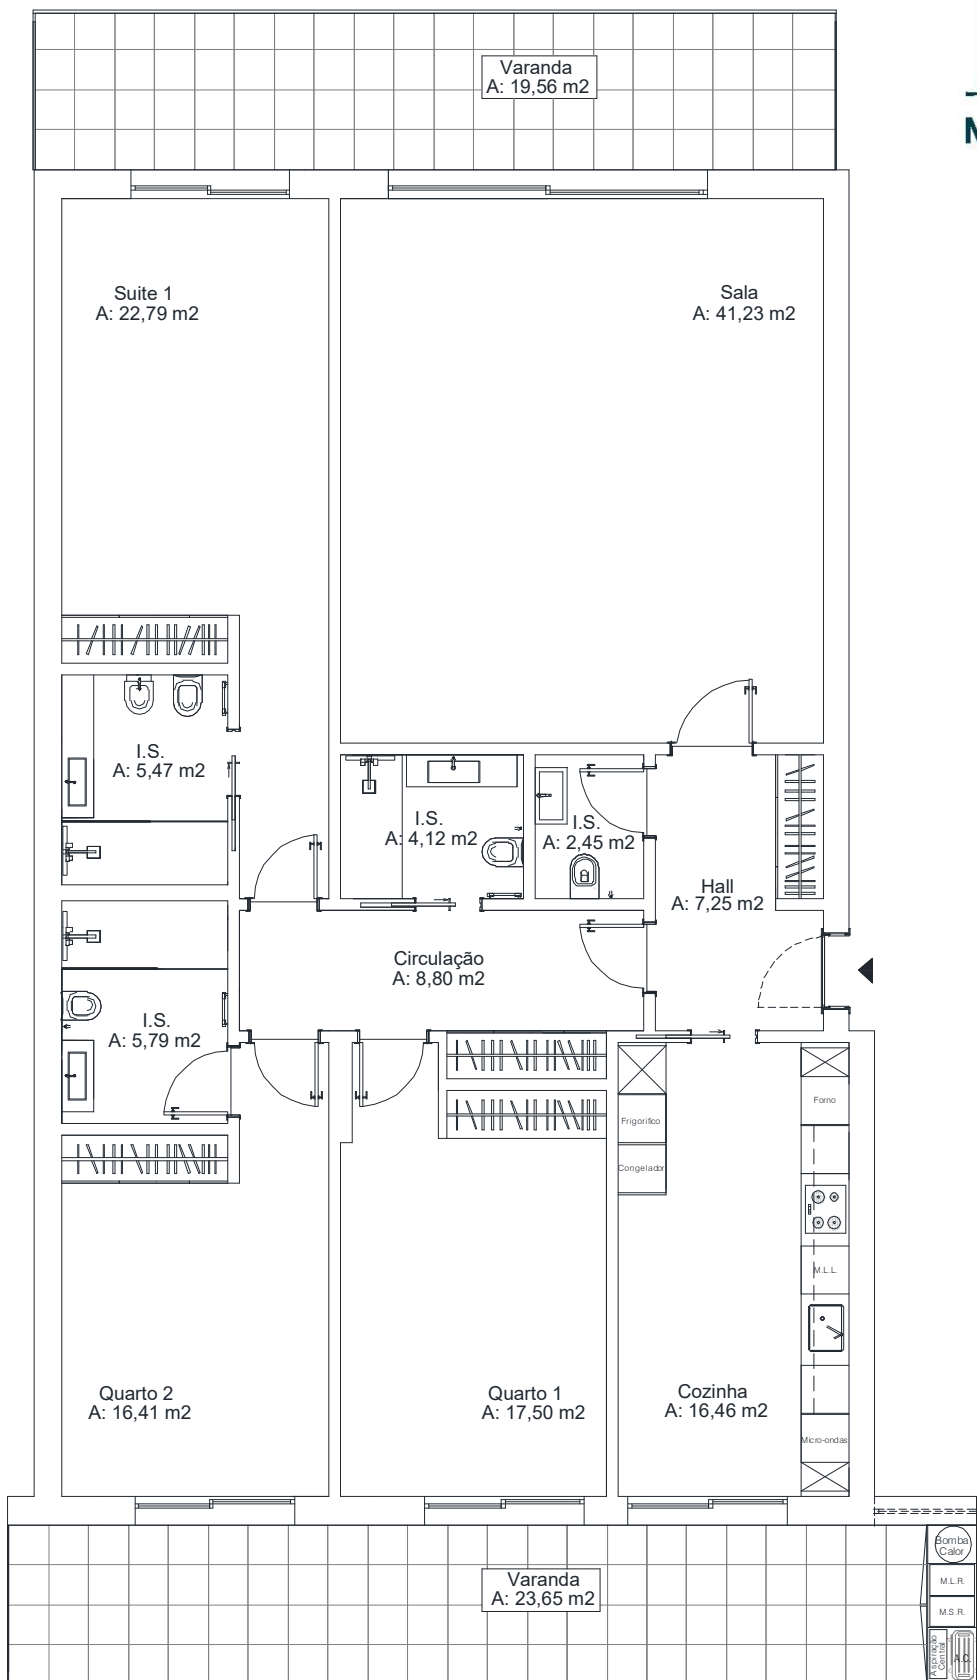 Varanda
A: 19,56 m2
Suite 1
A: 22,79 m2
Sala
A: 41,23 m2
I.S.
A: 5,47 m2
I.S.
A: 4,12 m2
I.S.
A: 2,45 m2
Hall
A: 7,25 m2
Circulação
A: 8,80 m2
I.S.
A: 5,79 m2
Forno
Frigorifico
Congelador
M.L.L.
Quarto 2
A: 16,41 m2
Quarto 1
A: 17,50 m2
Cozinha
A: 16,46 m2
Micro-ondas
Bomba
Calor
Varanda
A: 23,65 m2
M.L.R.
M.S.R.
Aspiração
Central
A.C.